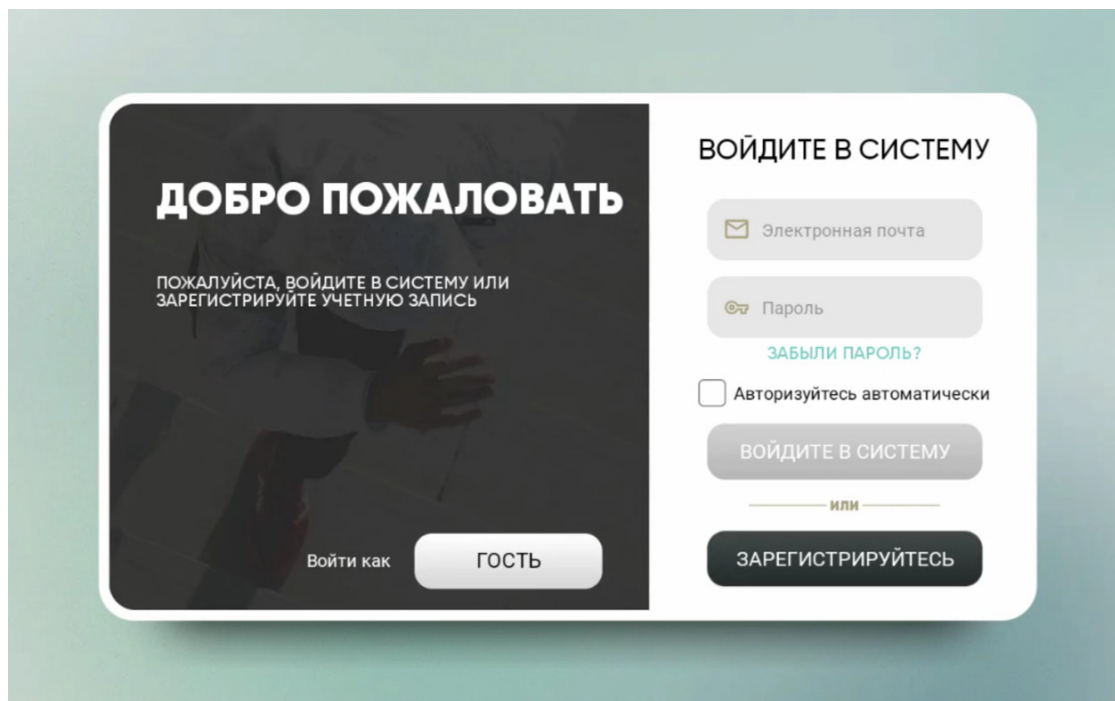 ДОБРО ПОЖАЛОВАТЬ
ПОЖАЛУЙСТА, ВОЙДИТЕ В СИСТЕМУ ИЛИ
ЗАРЕГИСТРИРУЙТЕ УЧЕТНУЮ ЗАПИСЬ
Войти как
ГОСТЬ
ВОЙДИТЕ В СИСТЕМУ
Электронная почта
Пароль
ЗАБЫЛИ ПАРОЛЬ?
Авторизуйтесь автоматически
ВОЙДИТЕ В СИСТЕМУ
или
ЗАРЕГИСТРИРУЙТЕСЬ